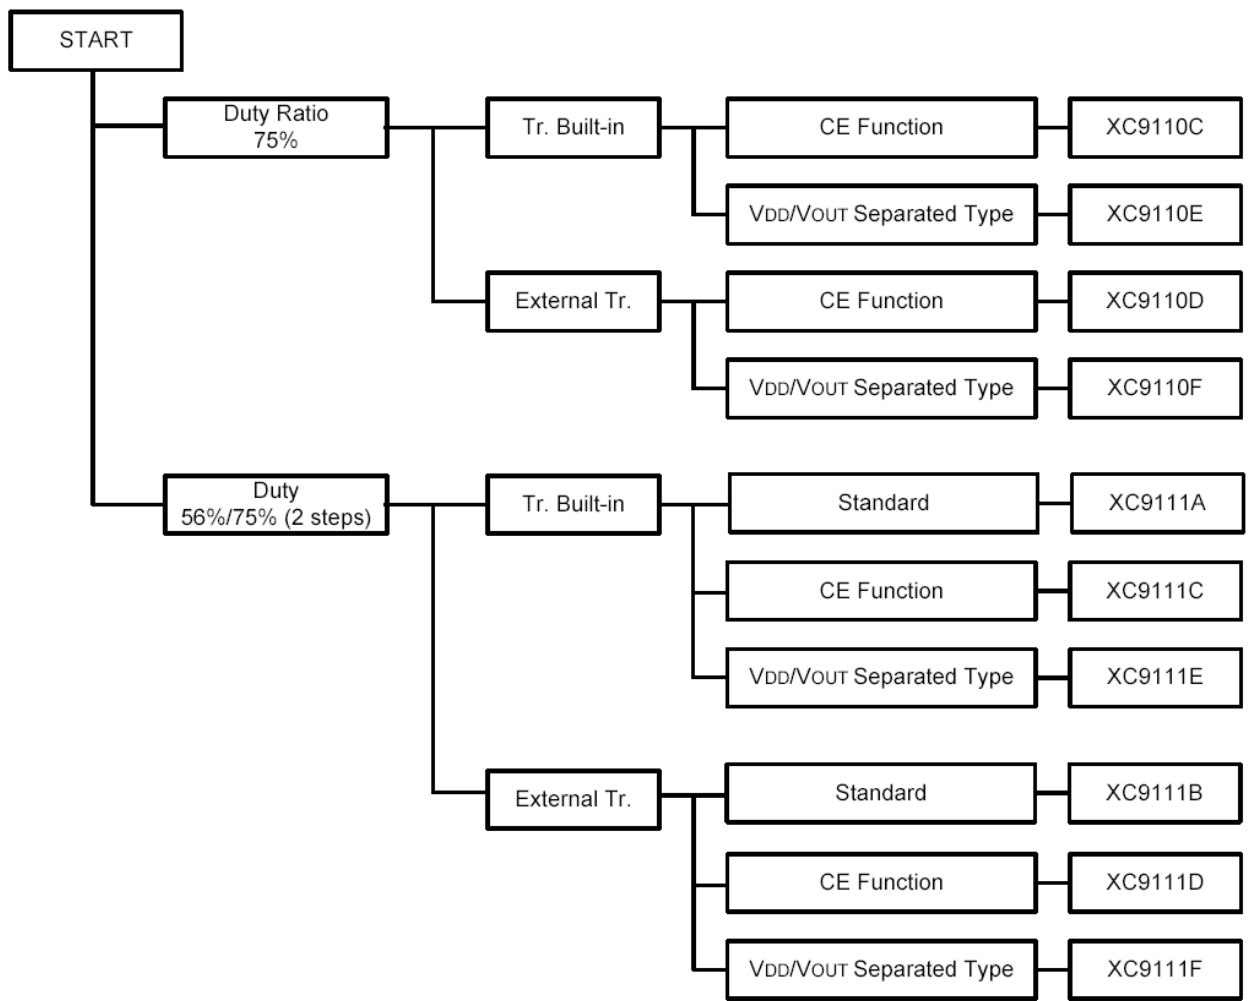 START
Duty Ratio
75%
Tr. Built-in
CE Function
XC9110C
VDD/VOUT Separated Type
XC9110E
External Tr.
CE Function
XC9110D
VDD/VOUT Separated Type
XC9110F
Duty
56%/75% (2 steps)
Tr. Built-in
Standard
XC9111A
CE Function
XC9111C
VDD/VOUT Separated Type
XC9111E
External Tr.
Standard
XC9111B
CE Function
XC9111D
VDD/VOUT Separated Type
XC9111F